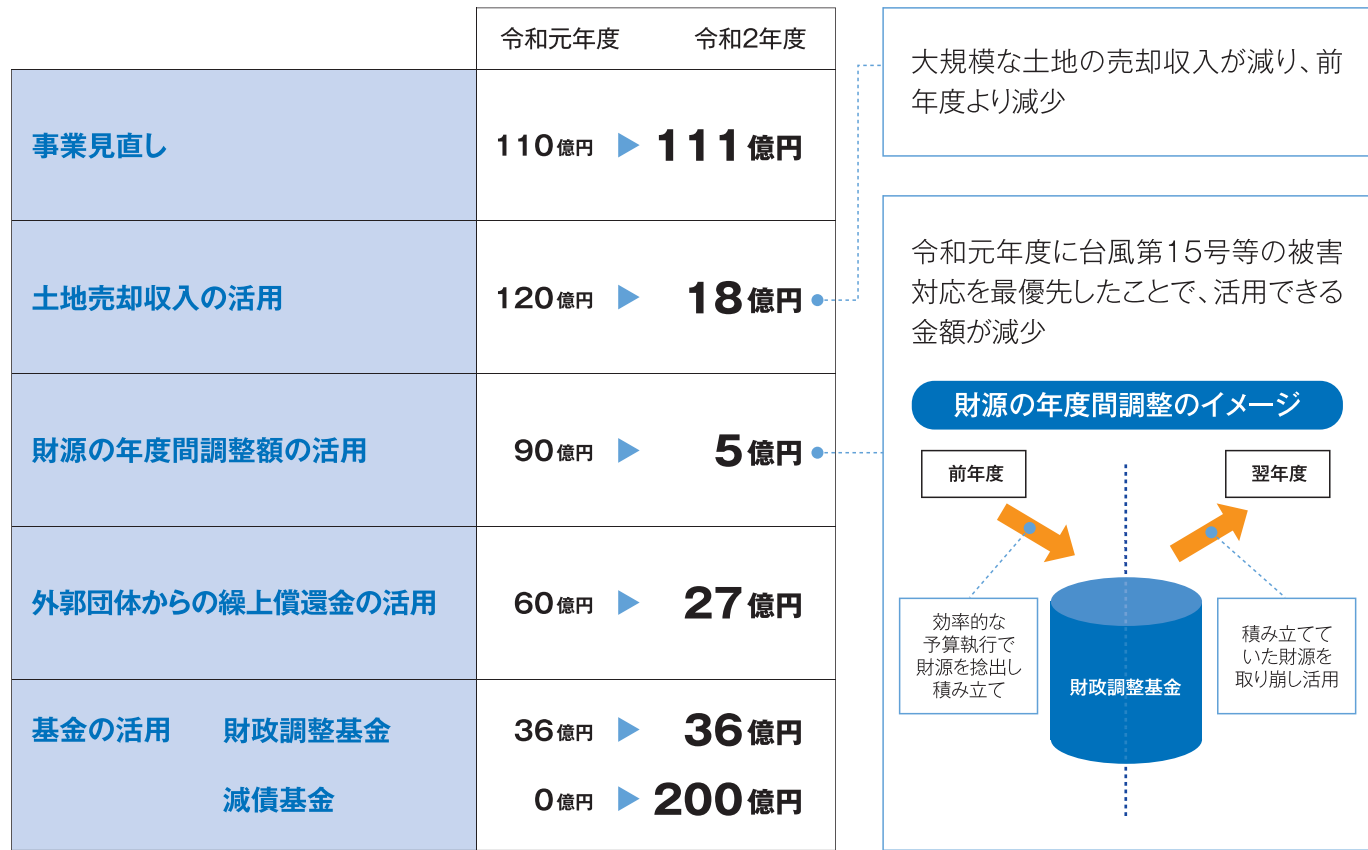 令和元年度 令和2年度
事業見直し 110億円 ▶ 111億円
土地売却収入の活用 120億円 ▶ 18億円
財源の年度間調整額の活用 90億円 ▶ 5億円
外郭団体からの繰上償還金の活用 60億円 ▶ 27億円
基金の活用 財政調整基金 36億円 ▶ 36億円
減債基金 0億円 ▶ 200億円
大規模な土地の売却収入が減り、前
年度より減少
令和元年度に台風第15号等の被害
対応を最優先したことで、活用できる
金額が減少
財源の年度間調整のイメージ
前年度
翌年度
効率的な
予算執行で
財源を捻出し
積み立て
財政調整基金
積み立てて
いた財源を
取り崩し活用